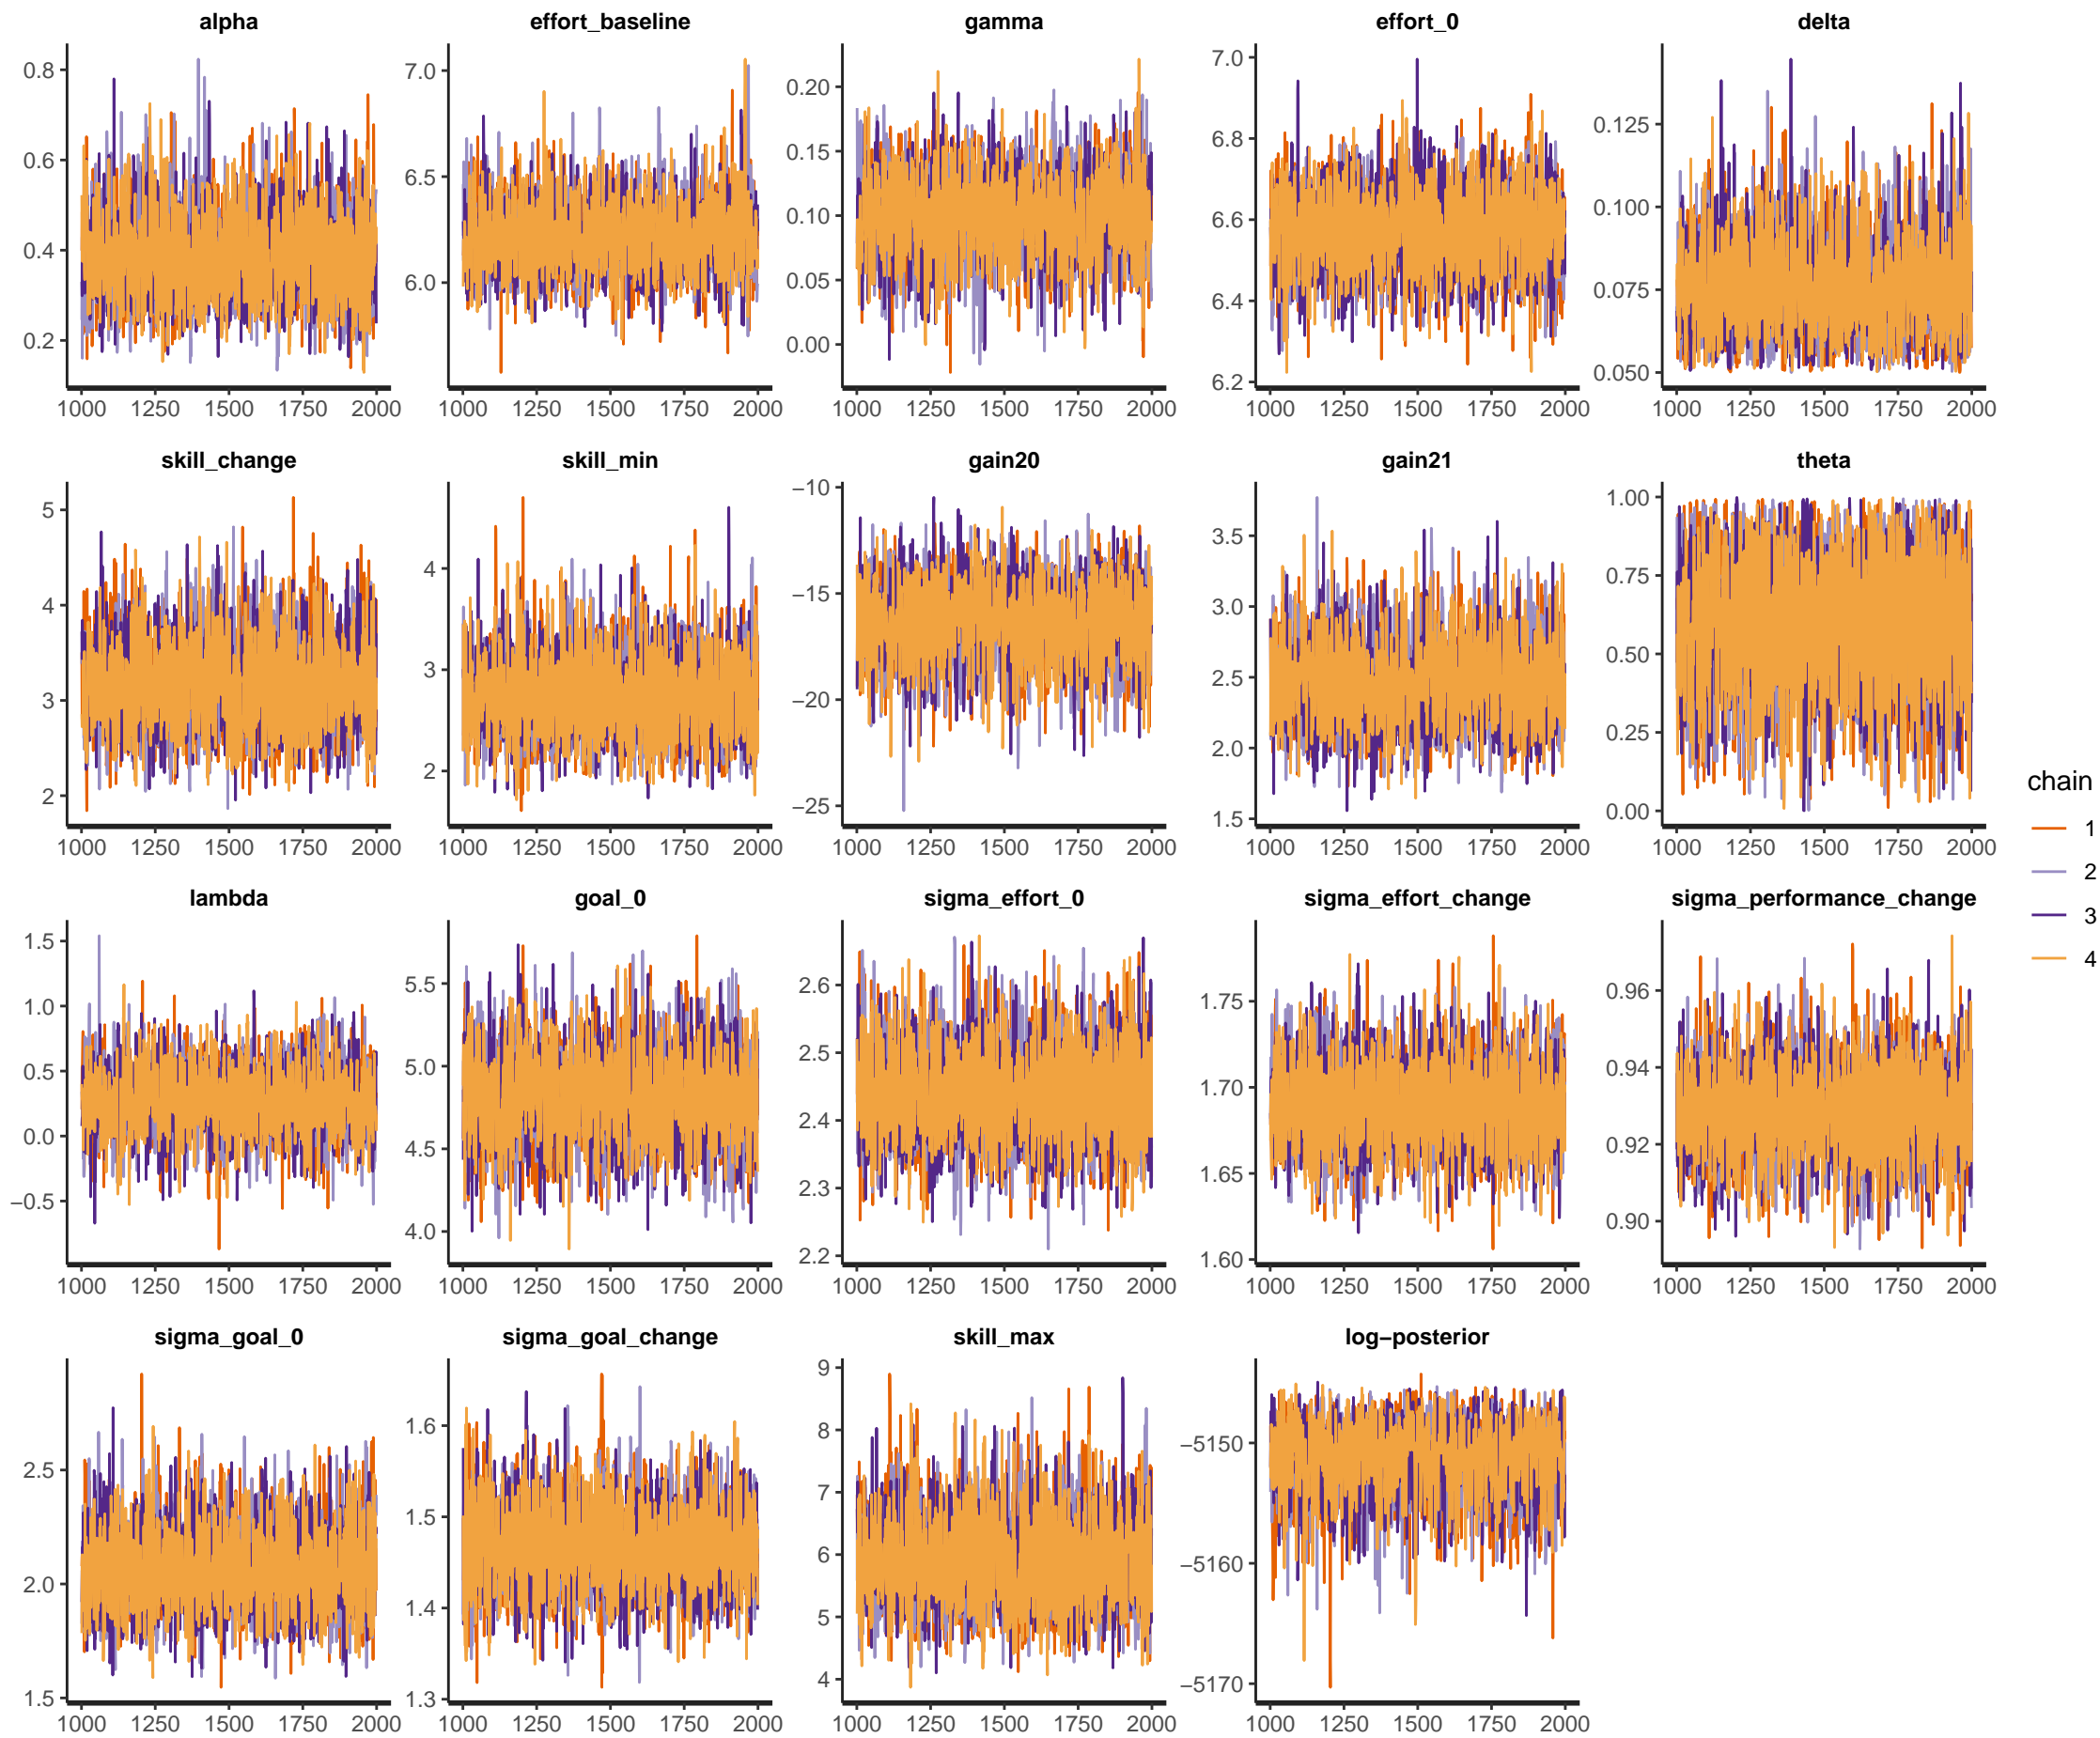 alpha effort_baseline gamma effort_0 delta
0.8 7.0 0.20 7.0 0.125
0.6 6.5 0.15 6.8 0.100
0.4 6.0 0.10 6.6 0.075
0.2 0.05 6.4 0.050
0.00 6.2
1000 1250 1500 1750 2000 1000 1250 1500 1750 2000 1000 1250 1500 1750 2000 1000 1250 1500 1750 2000 1000 1250 1500 1750 2000
skill_change skill_min gain20 gain21 theta
5 4 −10 3.5 1.00
4 3 −15 3.0 0.75
3 2 −20 2.5 0.50
2 −25 2.0 0.25
1.5 0.00
1000 1250 1500 1750 2000 1000 1250 1500 1750 2000 1000 1250 1500 1750 2000 1000 1250 1500 1750 2000 1000 1250 1500 1750 2000
chain
1
2
3
4
lambda goal_0 sigma_effort_0 sigma_effort_change sigma_performance_change
1.5 5.5 2.6 1.75 0.96
1.0 5.0 2.5 1.70 0.94
0.5 4.5 2.4 1.65 0.92
0.0 4.0 2.3 1.60 0.90
−0.5 2.2
1000 1250 1500 1750 2000 1000 1250 1500 1750 2000 1000 1250 1500 1750 2000 1000 1250 1500 1750 2000 1000 1250 1500 1750 2000
sigma_goal_0 sigma_goal_change skill_max log−posterior
2.5 1.6 9 −5150
2.0 1.5 8 −5160
1.5 1.4 7 −5170
1.3 6
5
4
1000 1250 1500 1750 2000 1000 1250 1500 1750 2000 1000 1250 1500 1750 2000 1000 1250 1500 1750 2000